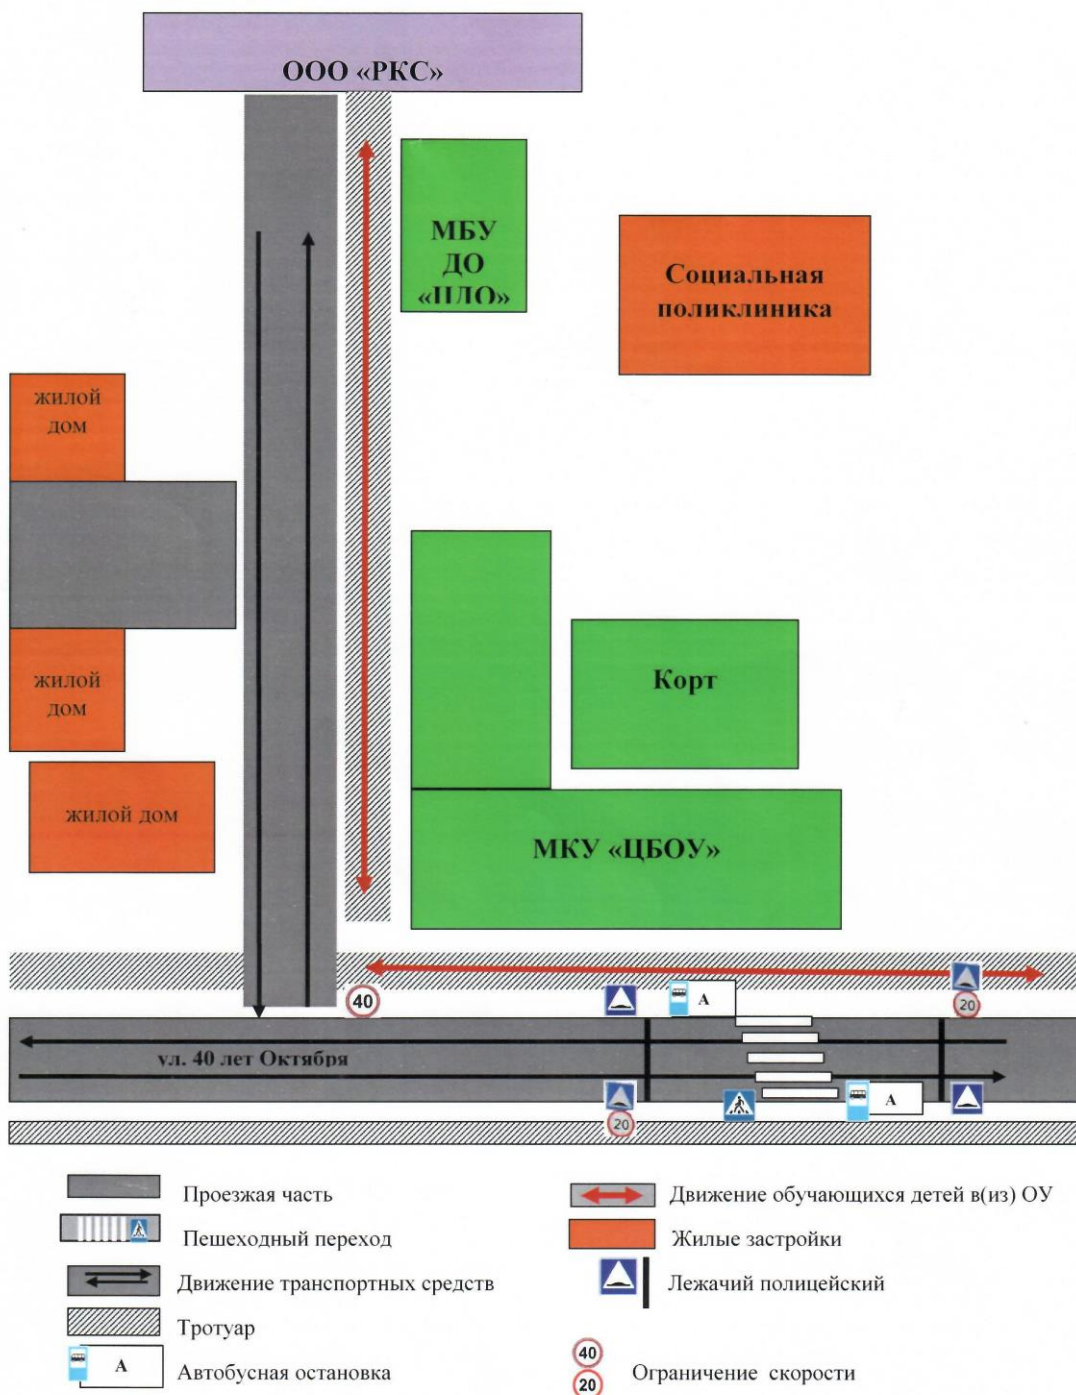 ООО «РКС»
МБУ
ДО
«ЦДО»
Социальная
поликлиника
жилой
дом
жилой
дом
жилой дом
Корт
МКУ «ЦБОУ»
40
А
20
ул. 40 лет Октября
А
20
Проезжая часть
Пешеходный переход
Движение транспортных средств
Тротуар
А
Автобусная остановка
Движение обучающихся детей в(из) ОУ
Жилые застройки
Лежачий полицейский
40
20
Ограничение скорости